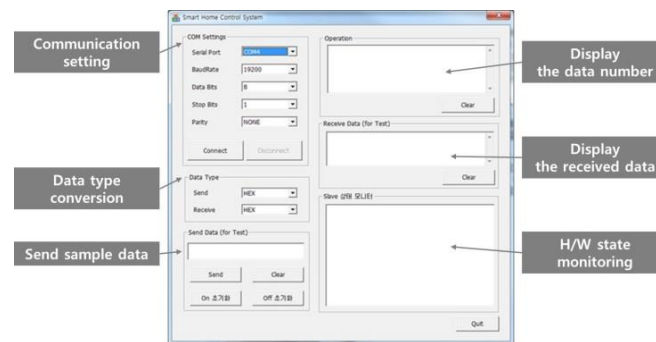 Smart Home Control System
Communication
setting
Data type
conversion
Send sample data
COM Settings
Serial Port
COM4
BaudRate
19200
Data Bits
8
Stop Bits
1
Parity
NONE
Connect
Disconnect
Data Type
Send
HEX
Receive
HEX
Send Data (for Test)
Send
Clear
On 초기화
Off 초기화
Operation
Clear
Receive Data (for Test)
Clear
Slave 상태 모니터
Quit
Display
the data number
Display
the received data
H/W state
monitoring